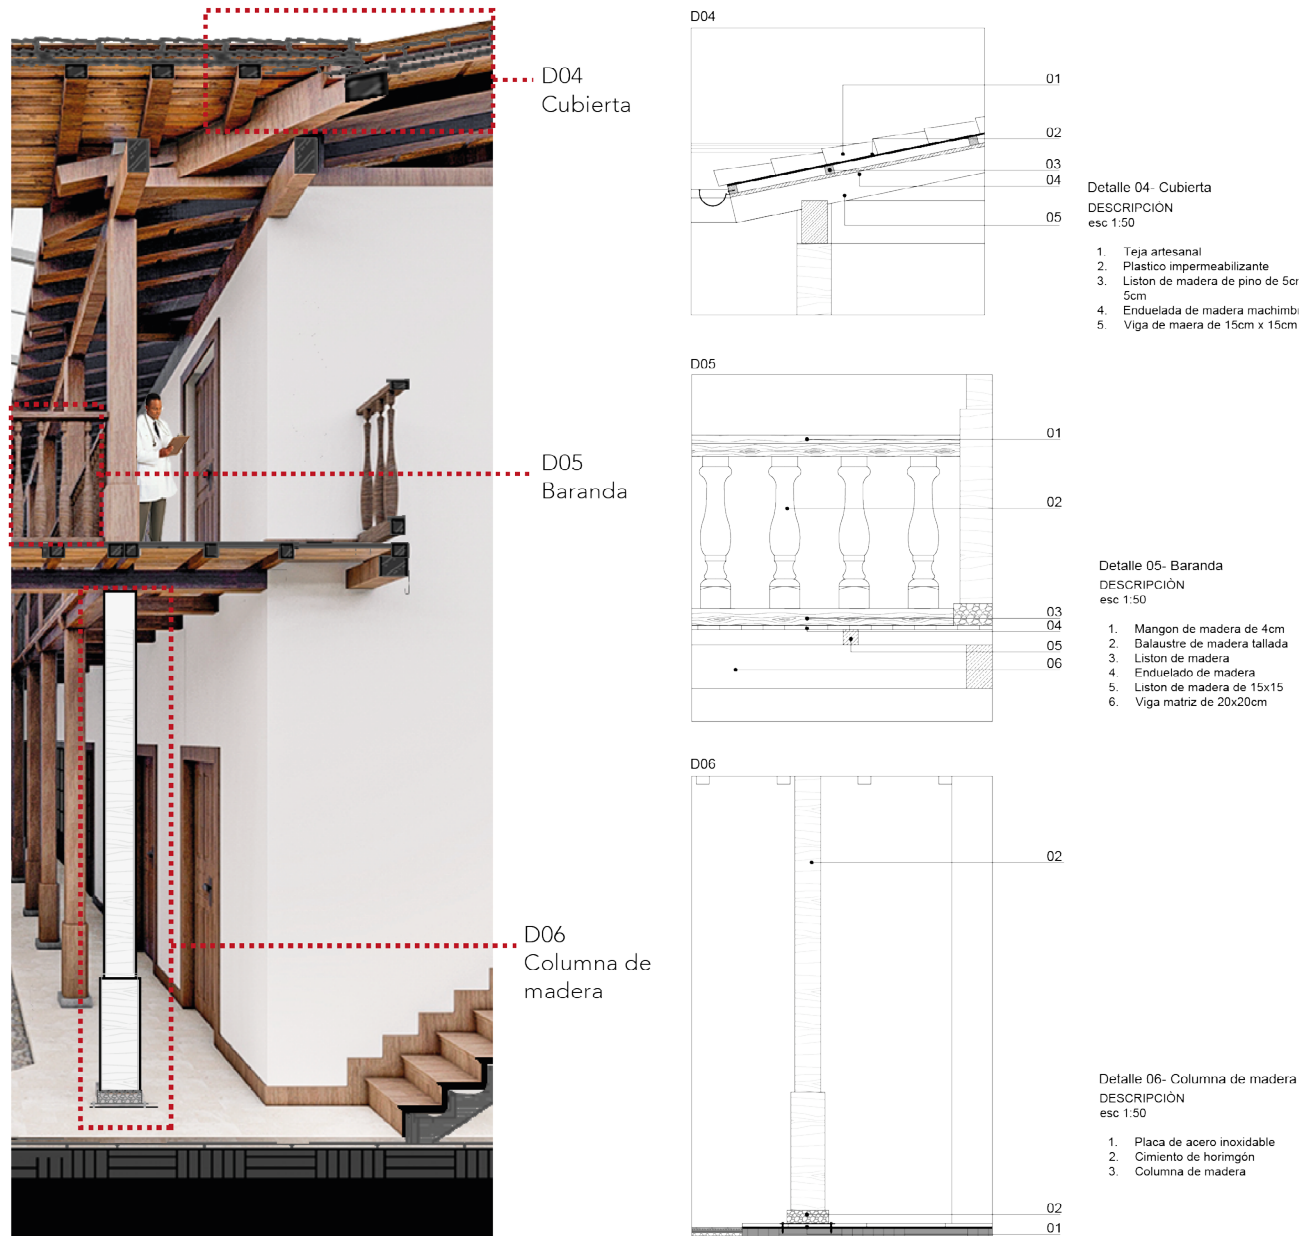 D04
Cubierta
D05
Baranda
D06
Columna de
madera
D04
01
02
03
04
05
Detalle 04- Cubierta
DESCRIPCIÓN
esc 1:50
1. Teja artesanal
2. Plastico impermeabilizante
3. Liston de madera de pino de
5cm
4. Enduelada de madera
5. Viga de maera de 15cm x 15cm
D05
01
02
03
04
05
06
Detalle 05- Baranda
DESCRIPCIÒN
esc 1:50
1. Mangon de madera de 4cm
2. Balaustre de madera tallada
3. Liston de madera
4. Enduelado de madera
5. Liston de madera de 15x15
6. Viga matriz de 20x20cm
D06
02
02
01
Detalle 06- Columna de madera
DESCRIPCIÒN
esc 1:50
1. Placa de acero inoxidable
2. Cimiento de horimgón
3. Columna de madera